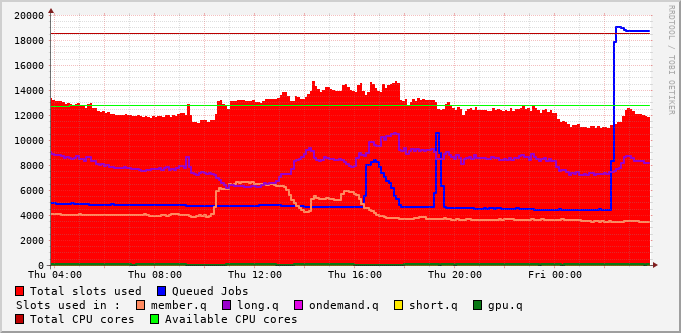 20000
18000
16000
14000
12000
10000
8000
6000
4000
2000
0
Thu 04:00 Thu 08:00 Thu 12:00 Thu 16:00 Thu 20:00 Fri 00:00
RRDTOOL / TOBI OETIKER
Total slots used Queued Jobs
Slots used in : member.q long.q ondemand.q short.q gpu.q
Total CPU cores Available CPU cores